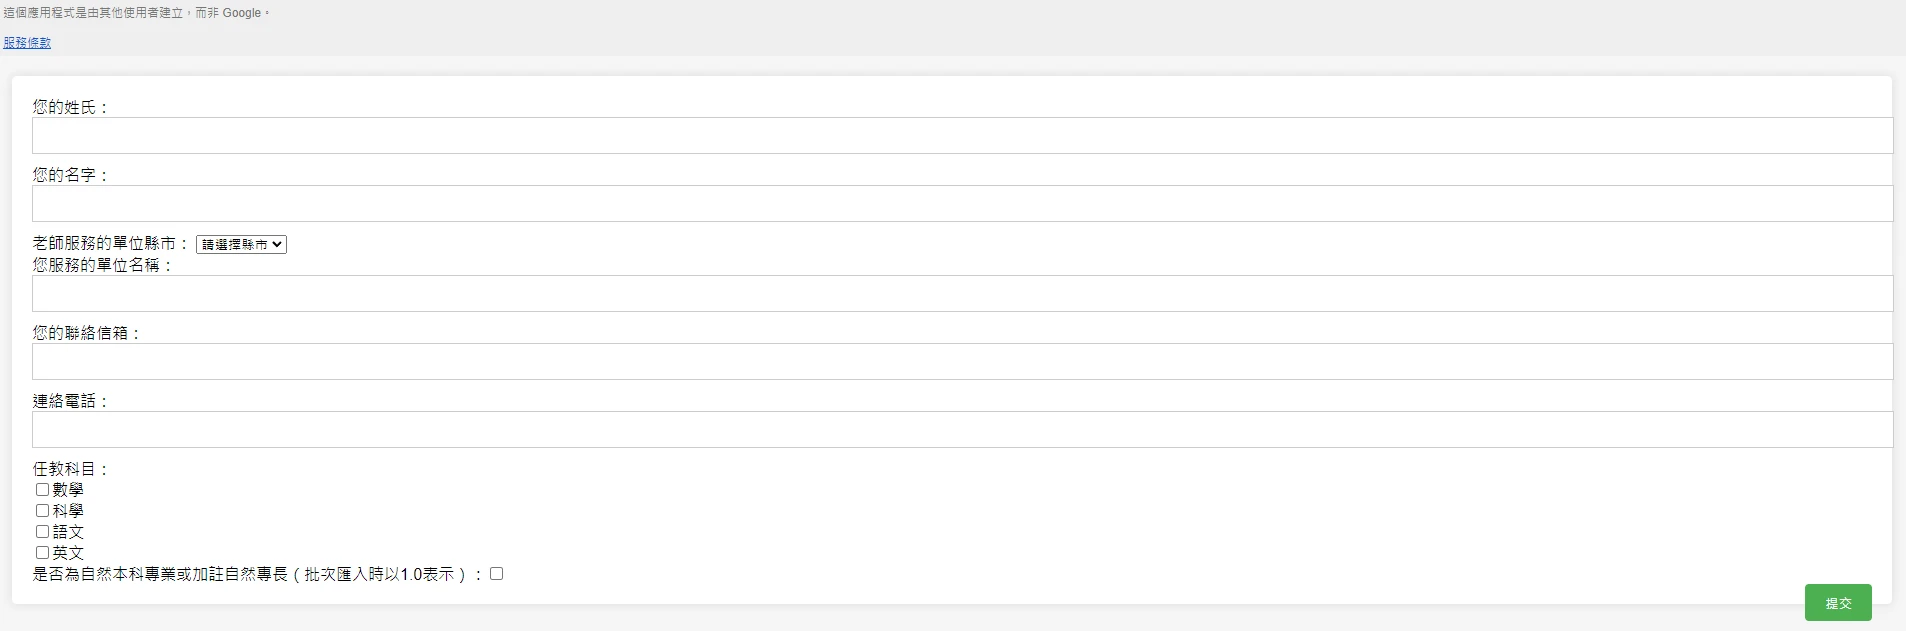 這個應用程式是由其他使用者建立，而非 Google。
服務條款
您的姓氏：
您的名字：
老師服務的單位縣市： 請選擇縣市
您服務的單位名稱：
您的聯絡信箱：
連絡電話：
任教科目：
數學
科學
語文
英文
是否為自然本科專業或加註自然專長（批次匯入時以1.0表示）：
提交